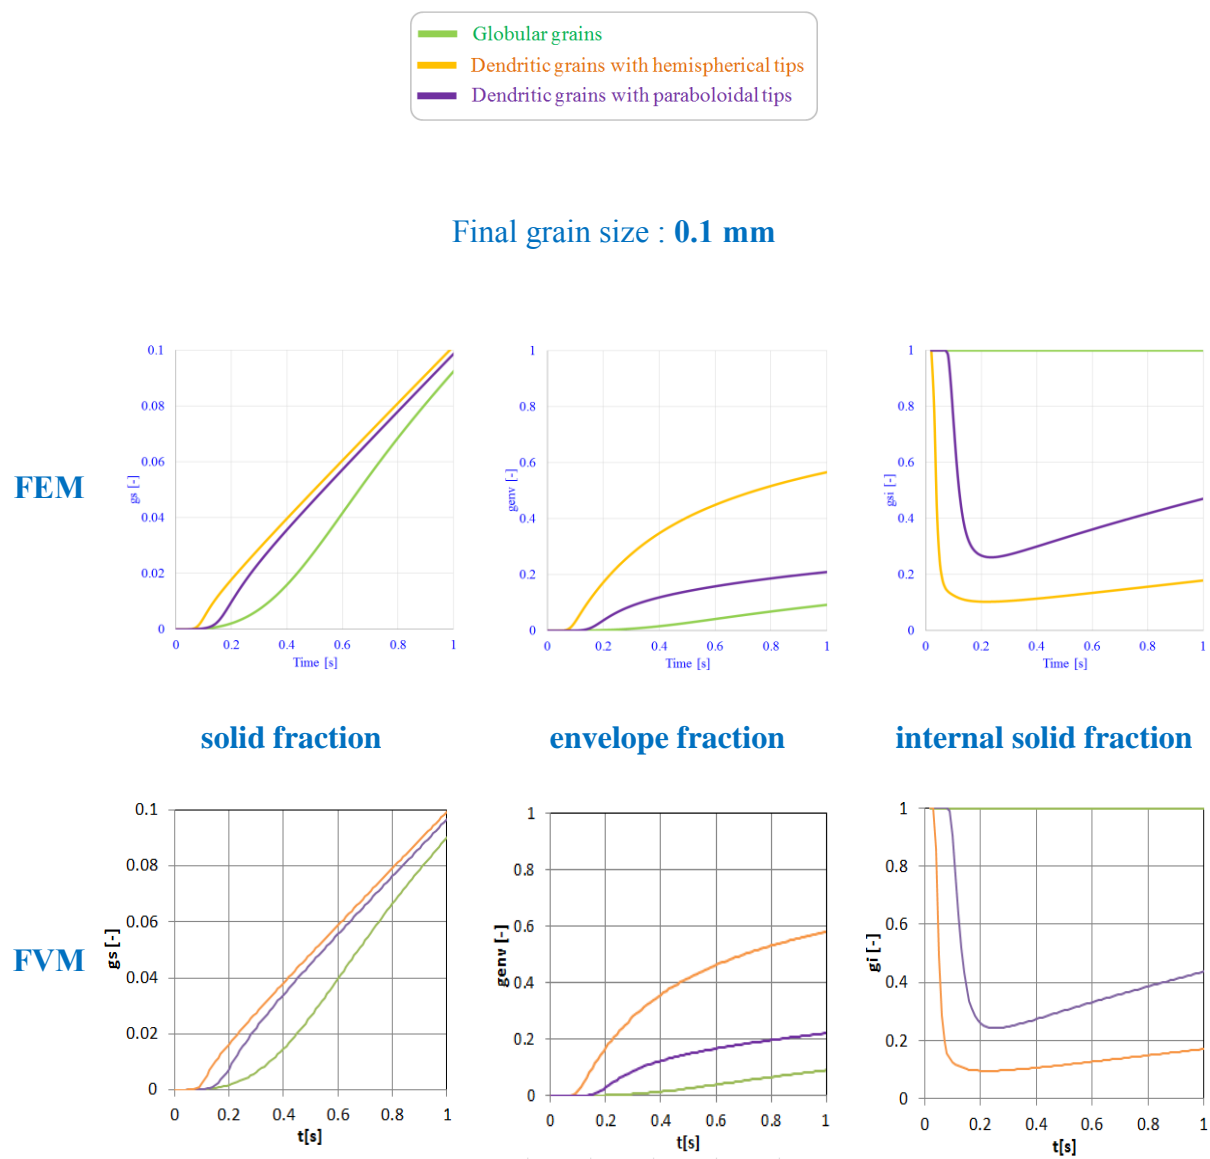 Globular grains
Dendritic grains with hemispherical tips
Dendritic grains with paraboloidal tips
Final grain size : 0.1 mm
FEM
gs [-]
0.1
0.08
0.06
0.04
0.02
0
0 0.2 0.4 0.6 0.8 1
Time [s]
genv [-]
1
0.8
0.6
0.4
0.2
0
0 0.2 0.4 0.6 0.8 1
Time [s]
gsi [-]
1
0.8
0.6
0.4
0.2
0
0 0.2 0.4 0.6 0.8 1
Time [s]
solid fraction
envelope fraction
internal solid fraction
FVM
gs [-]
0.1
0.08
0.06
0.04
0.02
0
0 0.2 0.4 0.6 0.8 1
t[s]
genv [-]
1
0.8
0.6
0.4
0.2
0
0 0.2 0.4 0.6 0.8 1
t[s]
gi [-]
1
0.8
0.6
0.4
0.2
0
0 0.2 0.4 0.6 0.8 1
t[s]